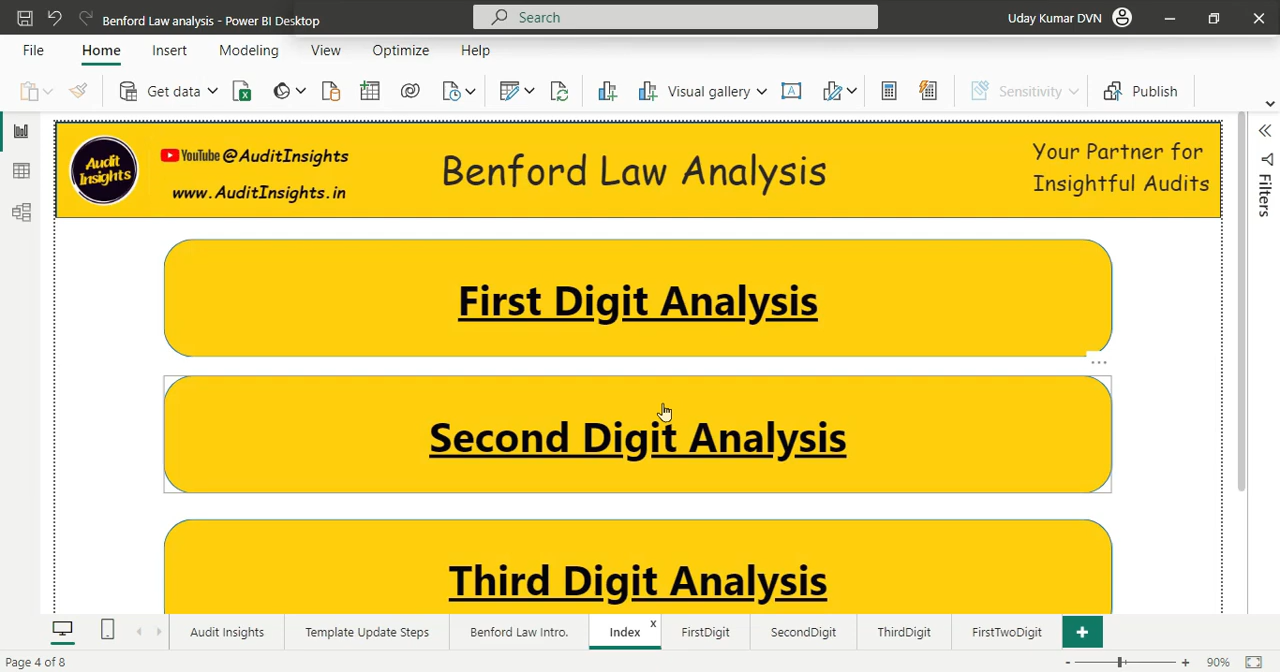 Benford Law analysis - Power BI Desktop
Search
Uday Kumar DVN
File Home Insert Modeling View Optimize Help
Get data Visual gallery Sensitivity Publish
Audit Insights
YouTube @AuditInsights
www.AuditInsights.in
Benford Law Analysis
Your Partner for
Insightful Audits
Filters
First Digit Analysis
Second Digit Analysis
Third Digit Analysis
Audit Insights Template Update Steps Benford Law Intro. Index x FirstDigit SecondDigit ThirdDigit FirstTwoDigit +
Page 4 of 8 - + 90%